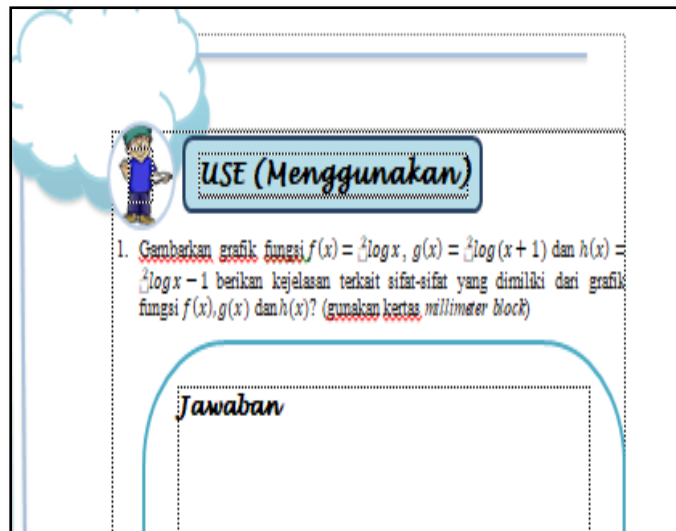 USE (Menggunakan)
1. Gambarkan grafik fungsi f(x) = ²log x, g(x) = ²log(x + 1) dan h(x) =
²log x − 1 berikan kejelasan terkait sifat-sifat yang dimiliki dari grafik
fungsi f(x), g(x) dan h(x)? (gunakan kertas millimeter block)
Jawaban